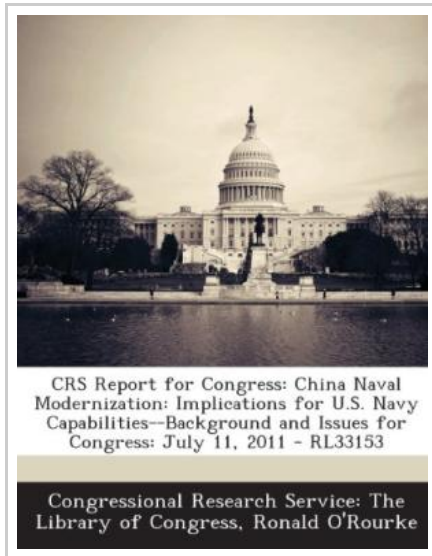 CRS Report for Congress: China Naval
Modernization: Implications for U.S. Navy
Capabilities--Background and Issues for
Congress: July 11, 2011 - RL33153
Congressional Research Service: The
Library of Congress, Ronald O'Rourke